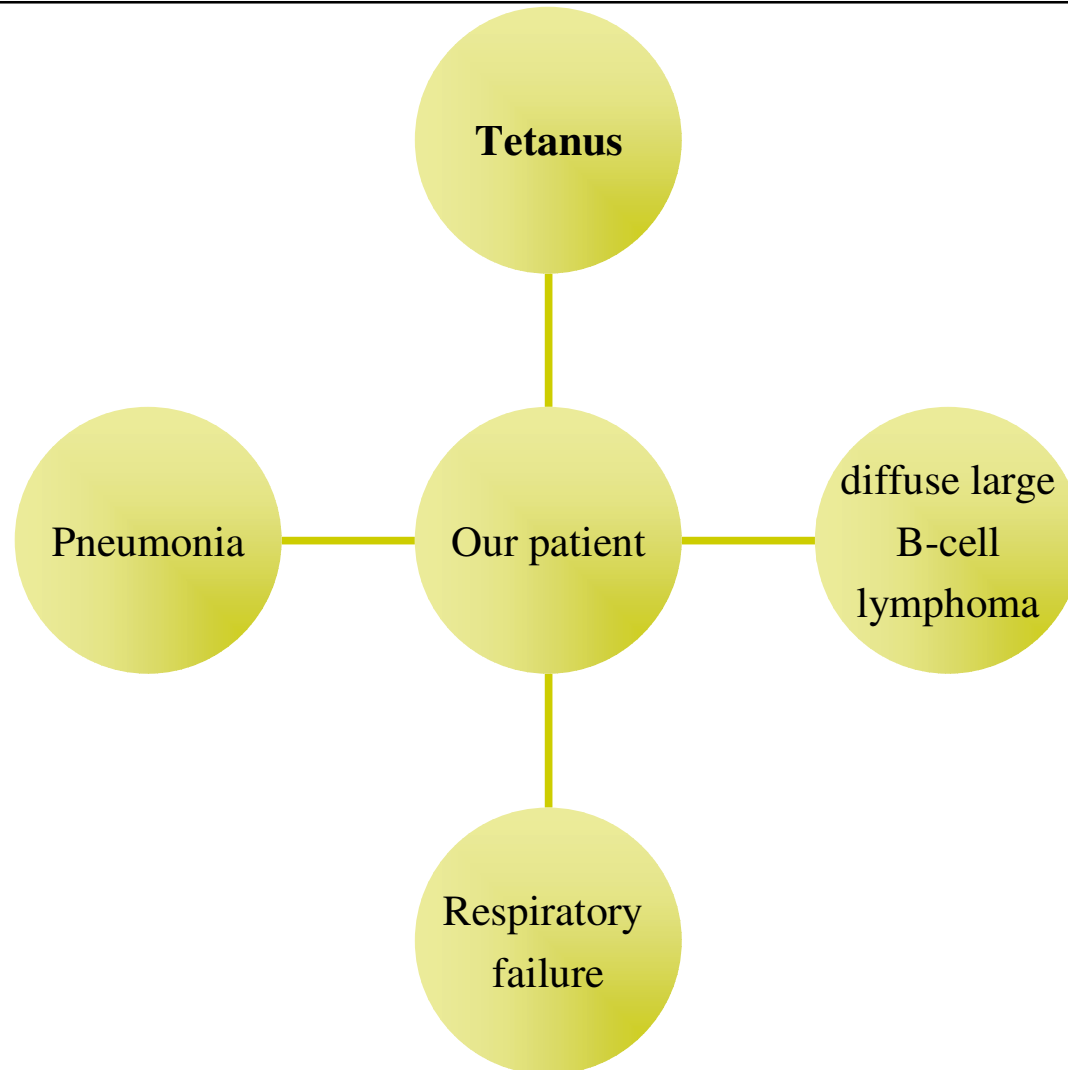 Tetanus
Pneumonia
Our patient
diffuse large
B-cell
lymphoma
Respiratory
failure